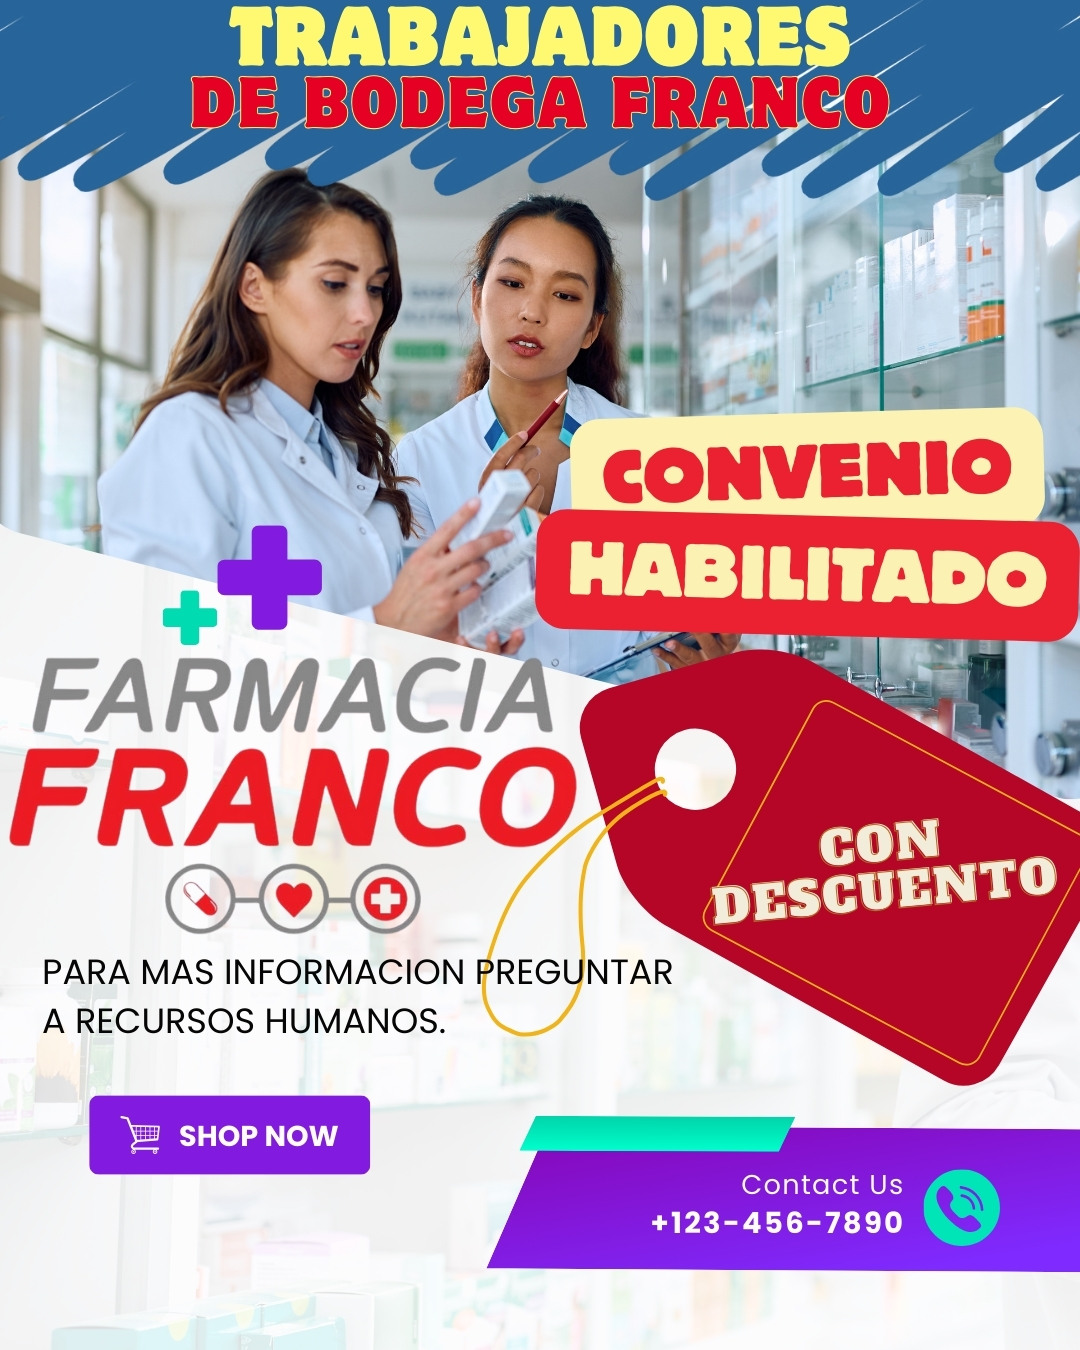 TRABAJADORES
DE BODEGA FRANCO
CONVENIO
HABILITADO
FARMACIA
FRANCO
CON
DESCUENTO
PARA MAS INFORMACION PREGUNTAR
A RECURSOS HUMANOS.
SHOP NOW
Contact Us
+123-456-7890